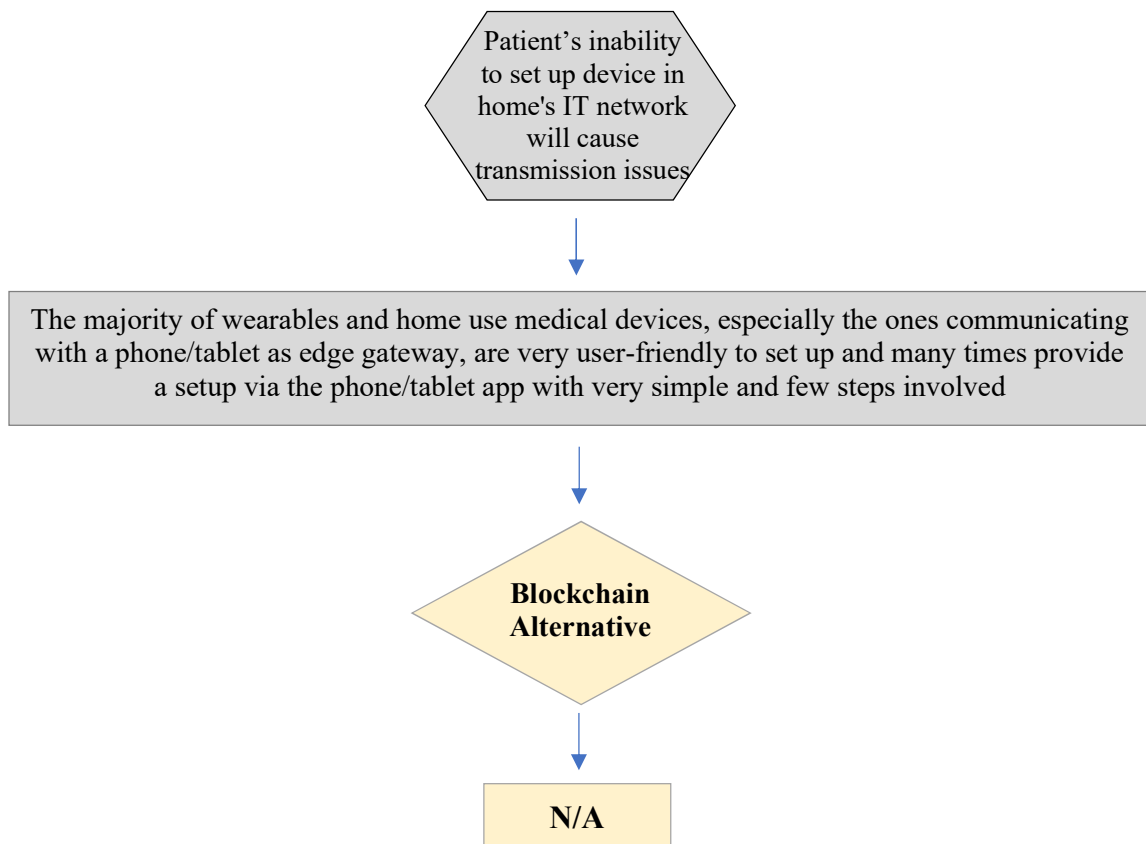 Patient’s inability
to set up device in
home's IT network
will cause
transmission issues
The majority of wearables and home use medical devices, especially the ones communicating
with a phone/tablet as edge gateway, are very user-friendly to set up and many times provide
a setup via the phone/tablet app with very simple and few steps involved
Blockchain
Alternative
N/A